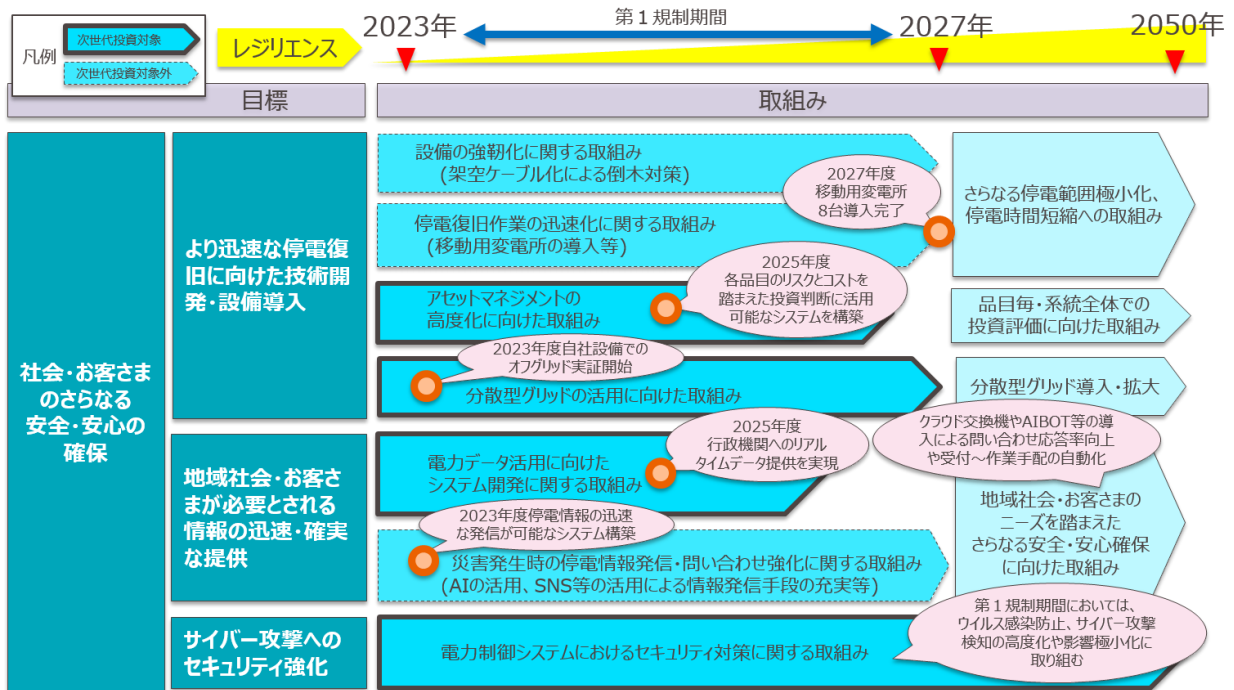 凡例
次世代投資対象
次世代投資対象外
レジリエンス
2023年
第1規制期間
2027年
2050年
目標
取組み
社会・お客さま
のさらなる
安全・安心の
確保
より迅速な停電復
旧に向けた技術開
発・設備導入
設備の強靭化に関する取組み
(架空ケーブル化による倒木対策)
2027年度
移動用変電所
8台導入完了
停電復旧作業の迅速化に関する取組み
(移動用変電所の導入等)
さらなる停電範囲極小化、
停電時間短縮への取組み
アセットマネジメントの
高度化に向けた取組み
2025年度
各品目のリスクとコストを
踏まえた投資判断に活用
可能なシステムを構築
品目毎・系統全体での
投資評価に向けた取組み
2023年度自社設備での
オフグリッド実証開始
分散型グリッドの活用に向けた取組み
分散型グリッド導入・拡大
地域社会・お客さ
まが必要とされる
情報の迅速・確実
な提供
電力データ活用に向けた
システム開発に関する取組み
2025年度
行政機関へのリアル
タイムデータ提供を実現
クラウド交換機やAIBOT等の導
入による問い合わせ応答率向上
や受付～作業手配の自動化
2023年度停電情報の迅速
な発信が可能なシステム構築
災害発生時の停電情報発信・問い合わせ強化に関する取組み
(AIの活用、SNS等の活用による情報発信手段の充実等)
地域社会・お客さまの
ニーズを踏まえた
さらなる安全・安心確保
に向けた取組み
サイバー攻撃への
セキュリティ強化
電力制御システムにおけるセキュリティ対策に関する取組み
第1規制期間においては、
ウイルス感染防止、サイバー攻撃
検知の高度化や影響極小化に
取り組む